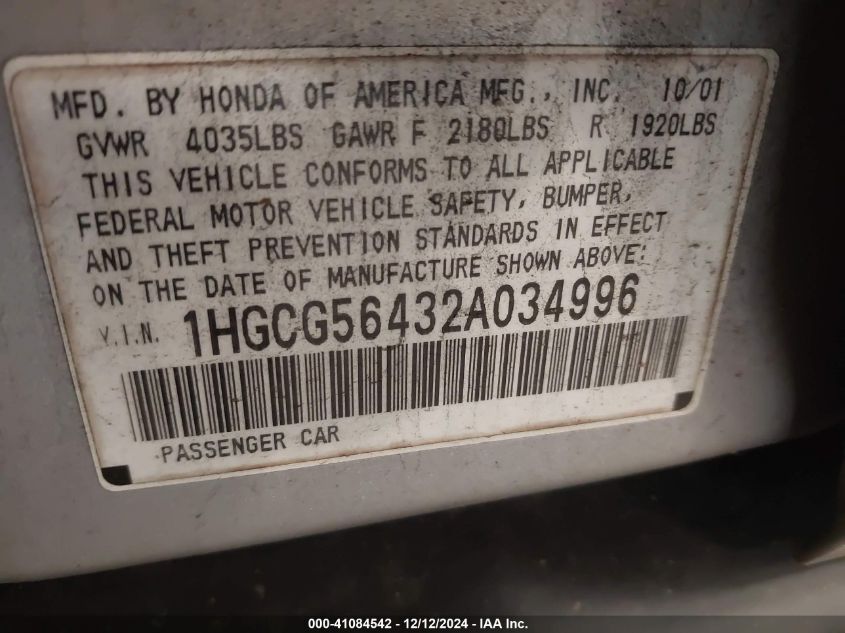 MFD. BY HONDA OF AMERICA MFG., INC. 10/01
GVWR 4035LBS GAWR F 2180LBS R 1920LBS
THIS VEHICLE CONFORMS TO ALL APPLICABLE
FEDERAL MOTOR VEHICLE SAFETY, BUMPER,
AND THEFT PREVENTION STANDARDS IN EFFECT
ON THE DATE OF MANUFACTURE SHOWN ABOVE:
V.I.N. 1HGCG56432A034996
PASSENGER CAR
000-41084542 - 12/12/2024 - IAA Inc.